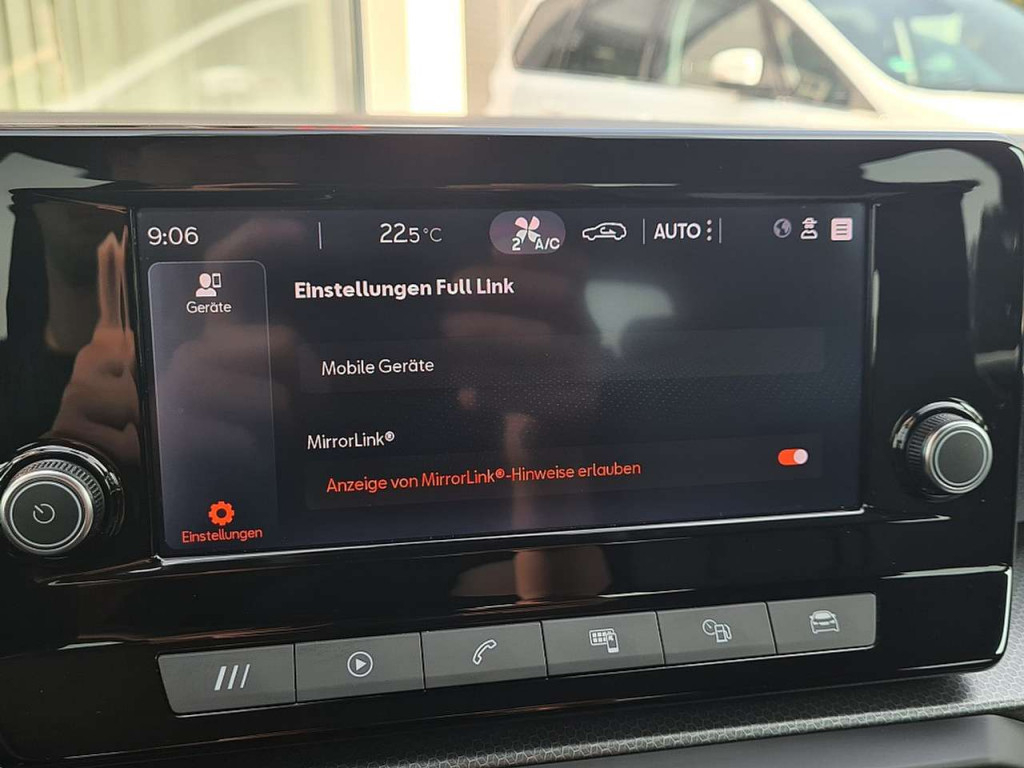 9:06
22.5°C
2 A/C
AUTO
Geräte
Einstellungen Full Link
Mobile Geräte
MirrorLink®
Anzeige von MirrorLink®-Hinweise erlauben
Einstellungen